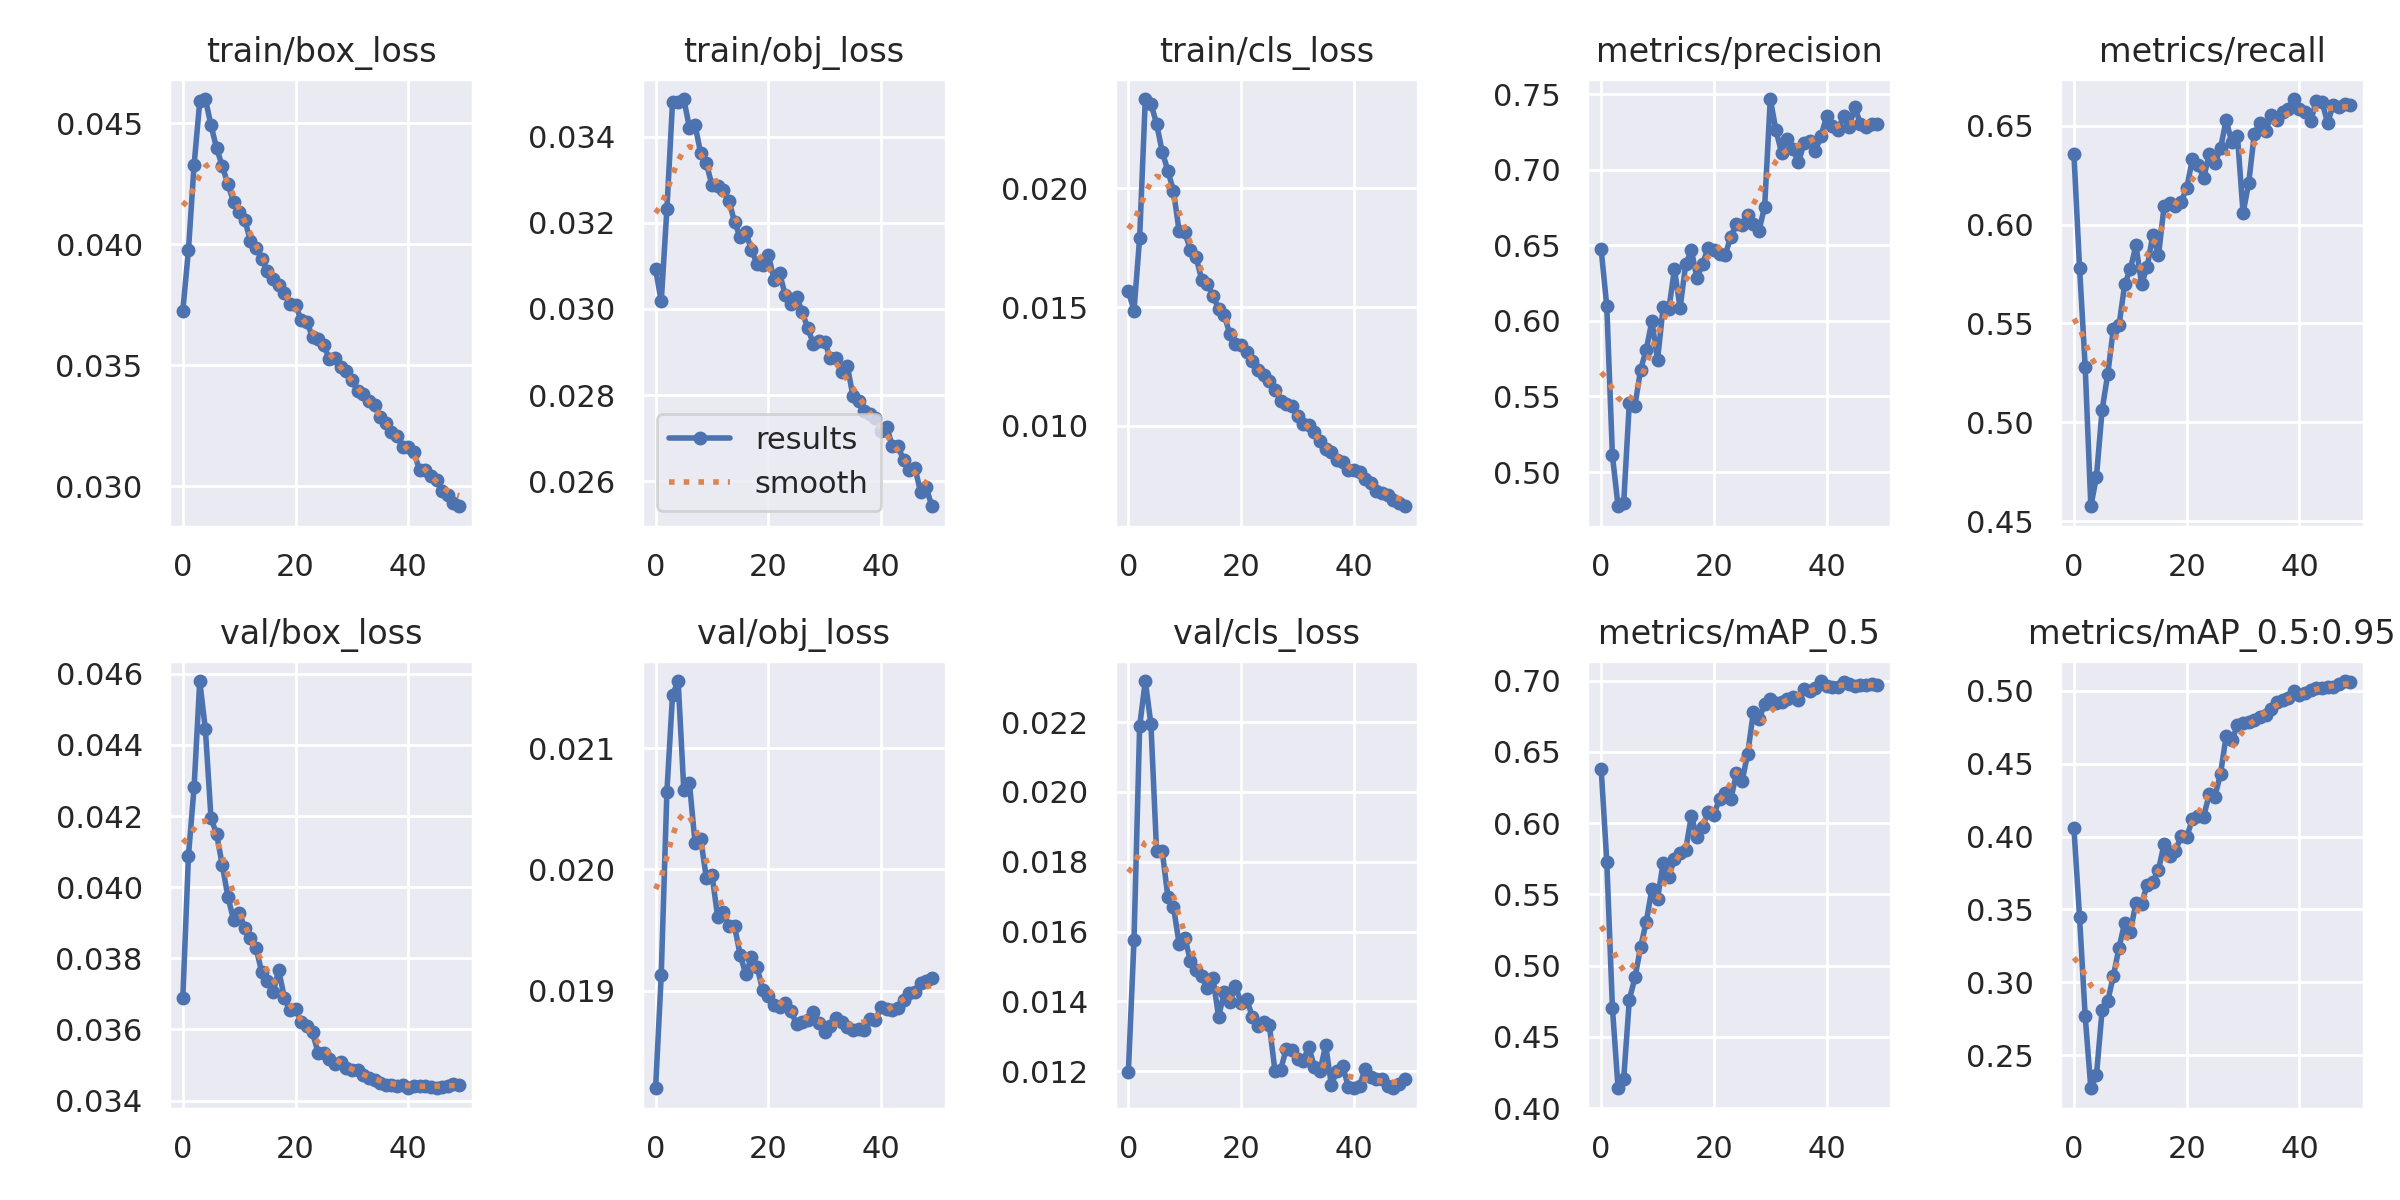 train/box_loss
train/obj_loss
train/cls_loss
metrics/precision
metrics/recall
0.045
0.040
0.035
0.030
0 20 40
0.034
0.032
0.030
0.028
0.026
results
smooth
0 20 40
0.020
0.015
0.010
0 20 40
0.75
0.70
0.65
0.60
0.55
0.50
0 20 40
0.65
0.60
0.55
0.50
0.45
0 20 40
val/box_loss
val/obj_loss
val/cls_loss
metrics/mAP_0.5
metrics/mAP_0.5:0.95
0.046
0.044
0.042
0.040
0.038
0.036
0.034
0 20 40
0.021
0.020
0.019
0 20 40
0.022
0.020
0.018
0.016
0.014
0.012
0 20 40
0.70
0.65
0.60
0.55
0.50
0.45
0.40
0 20 40
0.50
0.45
0.40
0.35
0.30
0.25
0 20 40